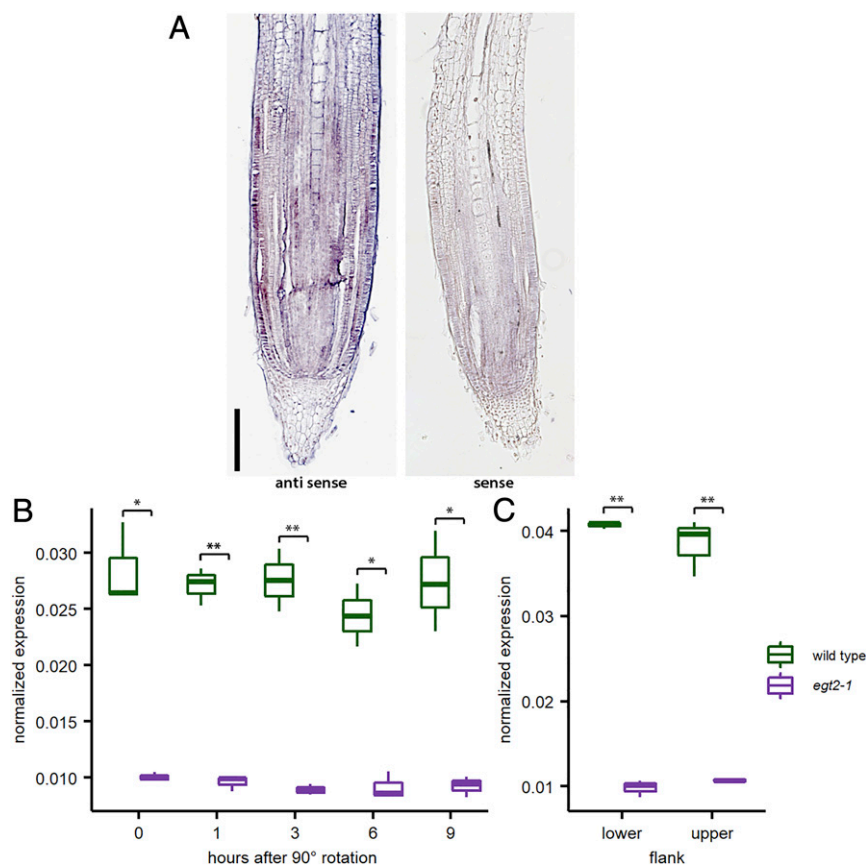 A
anti sense
sense
B
*
**
**
*
*
normalized expression
0.030
0.025
0.020
0.015
0.010
0
1
3
6
9
hours after 90° rotation
C
**
**
normalized expression
0.04
0.03
0.02
0.01
lower
upper
flank
wild type
egt2-1